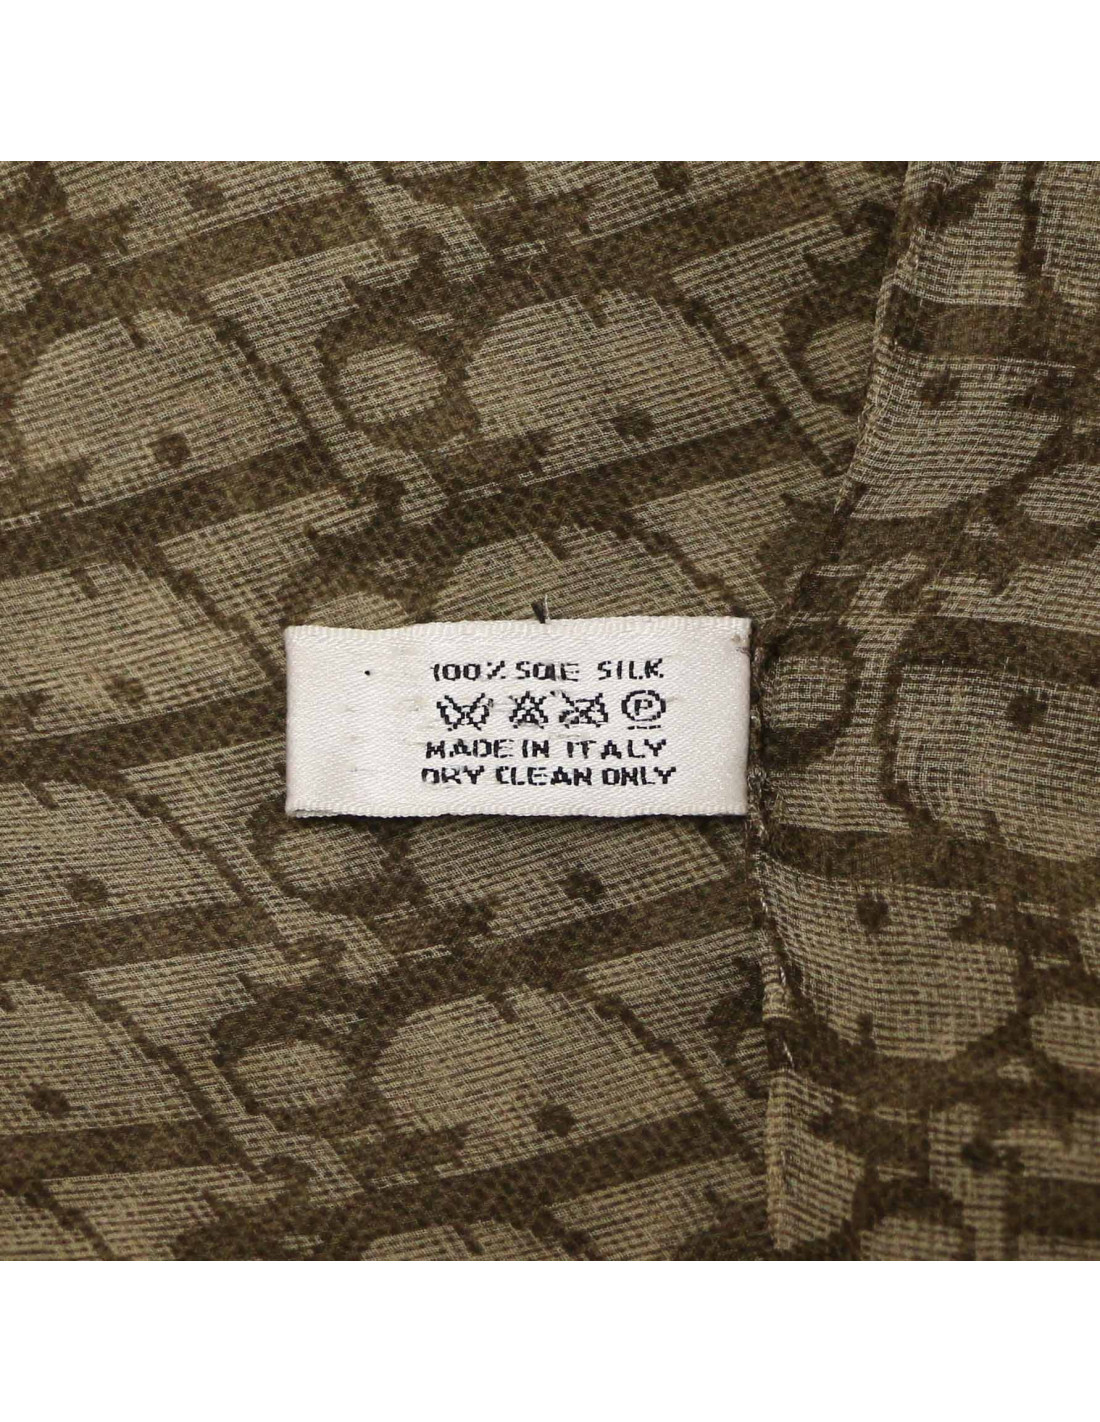 100% SOIE SILK
P
MADE IN ITALY
DRY CLEAN ONLY